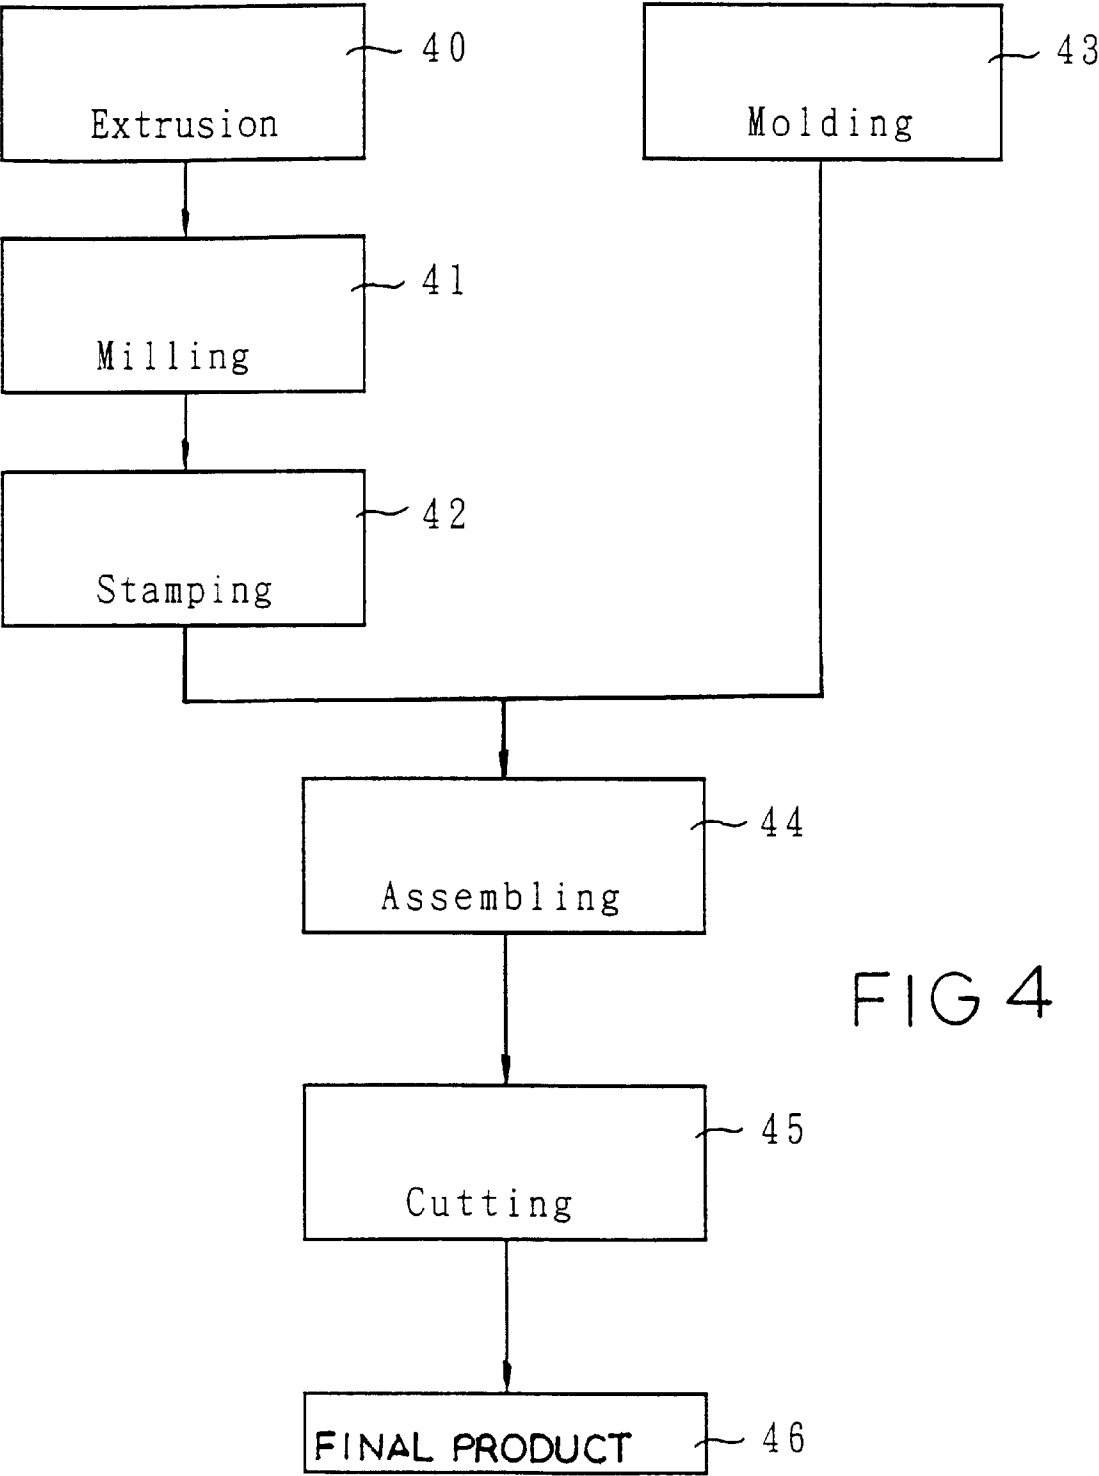 40
Extrusion
43
Molding
41
Milling
42
Stamping
44
Assembling
FIG 4
45
Cutting
FINAL PRODUCT
46